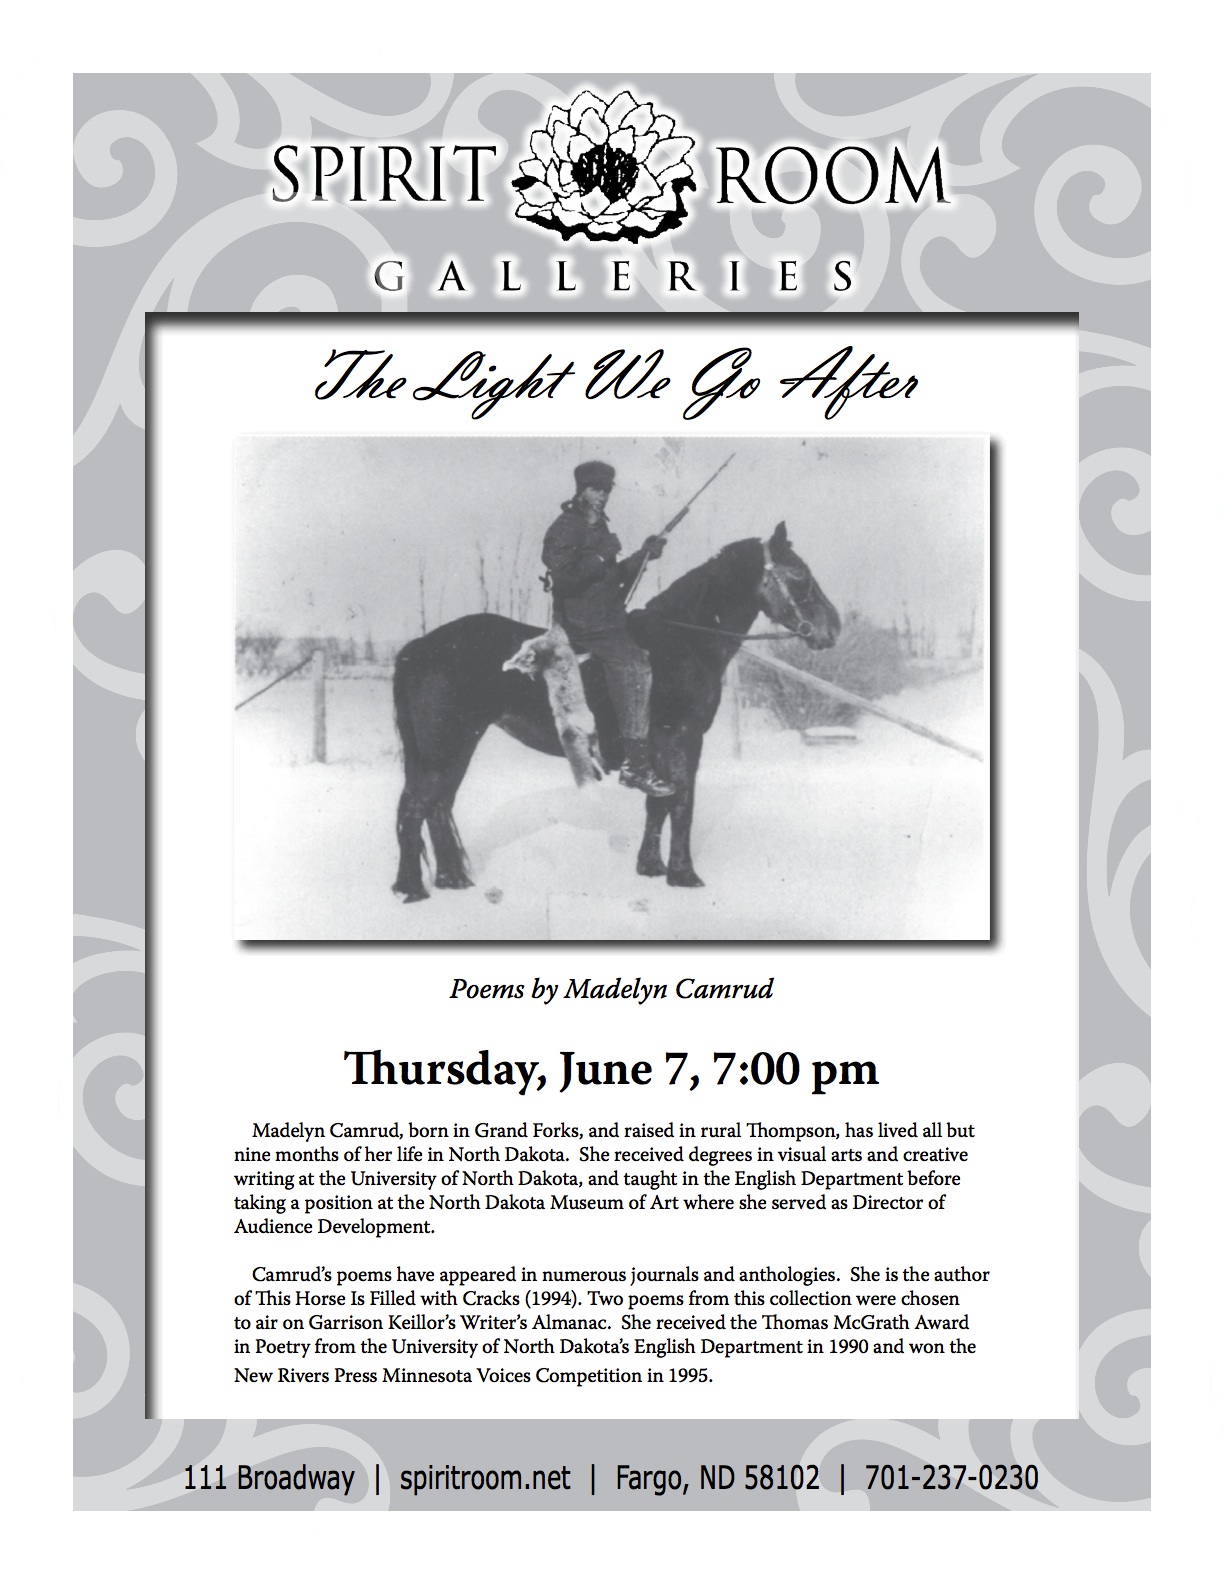 SPIRIT ROOM
GALLERIES
The Light We Go After
Poems by Madelyn Camrud
Thursday, June 7, 7:00 pm
Madelyn Camrud, born in Grand Forks, and raised in rural Thompson, has lived all but
nine months of her life in North Dakota.  She received degrees in visual arts and creative
writing at the University of North Dakota, and taught in the English Department before
taking a position at the North Dakota Museum of Art where she served as Director of
Audience Development.
Camrud's poems have appeared in numerous journals and anthologies.  She is the author
of This Horse Is Filled with Cracks (1994). Two poems from this collection were chosen
to air on Garrison Keillor's Writer's Almanac.  She received the Thomas McGrath Award
in Poetry from the University of North Dakota's English Department in 1990 and won the
New Rivers Press Minnesota Voices Competition in 1995.
111 Broadway | spiritroom.net | Fargo, ND 58102 | 701-237-0230